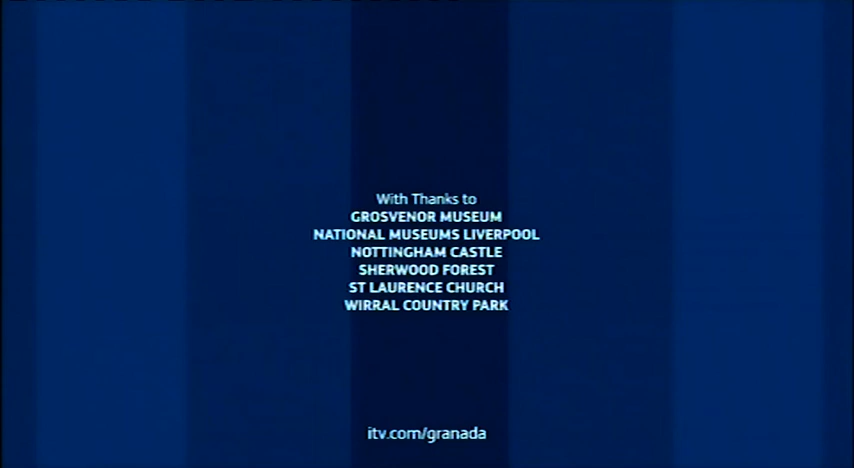 With Thanks to
GROSVENOR MUSEUM
NATIONAL MUSEUMS LIVERPOOL
NOTTINGHAM CASTLE
SHERWOOD FOREST
ST LAURENCE CHURCH
WIRRAL COUNTRY PARK
itv.com/granada